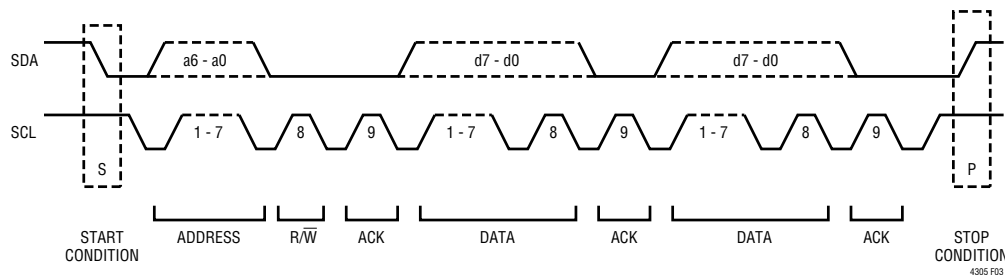 SDA
a6 - a0
d7 - d0
d7 - d0
SCL
1 - 7
8
9
1 - 7
8
9
1 - 7
8
9
S
P
START CONDITION
ADDRESS
R/W̅
ACK
DATA
ACK
DATA
ACK
STOP CONDITION
4305 F03